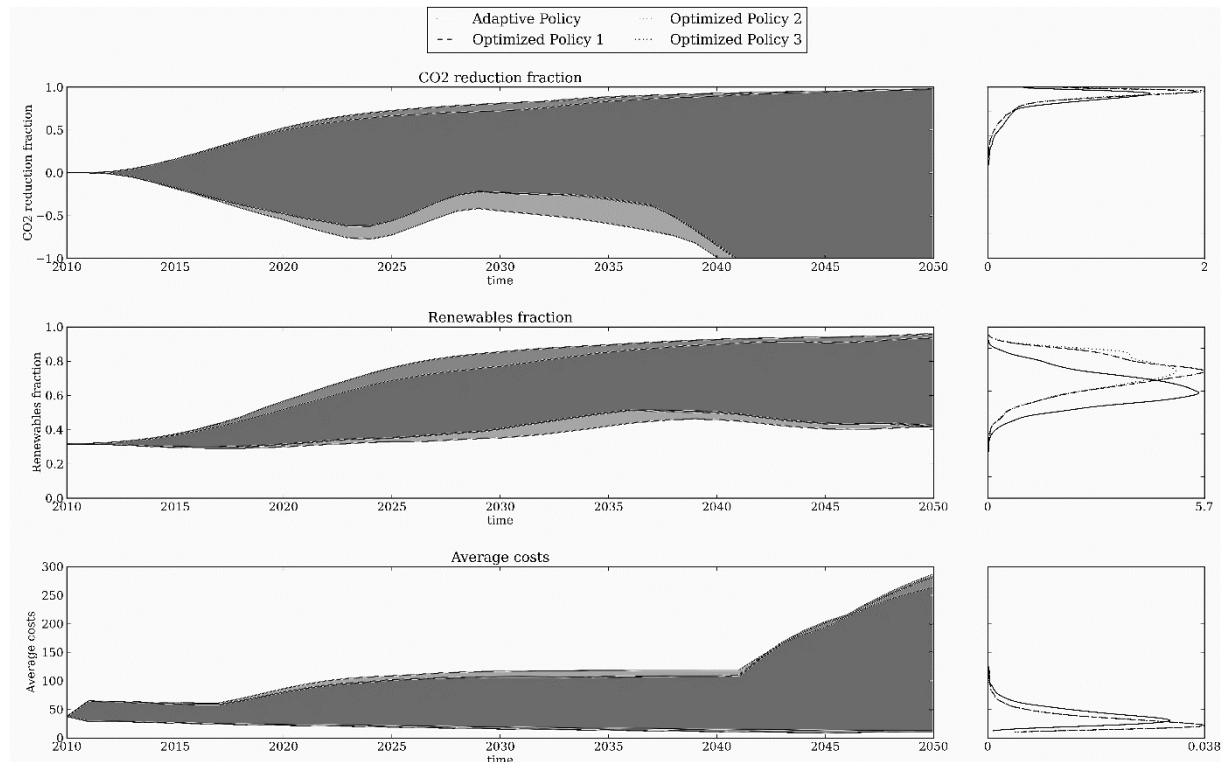 Adaptive Policy Optimized Policy 2
Optimized Policy 1 Optimized Policy 3
CO2 reduction fraction
CO2 reduction fraction
1.0
0.5
0.0
−0.5
−1.0
2010 2015 2020 2025 2030 2035 2040 2045 2050 0 2
time
Renewables fraction
Renewables fraction
1.0
0.8
0.6
0.4
0.2
0.0
2010 2015 2020 2025 2030 2035 2040 2045 2050 0 5.7
time
Average costs
Average costs
300
250
200
150
100
50
0
2010 2015 2020 2025 2030 2035 2040 2045 2050 0 0.038
time